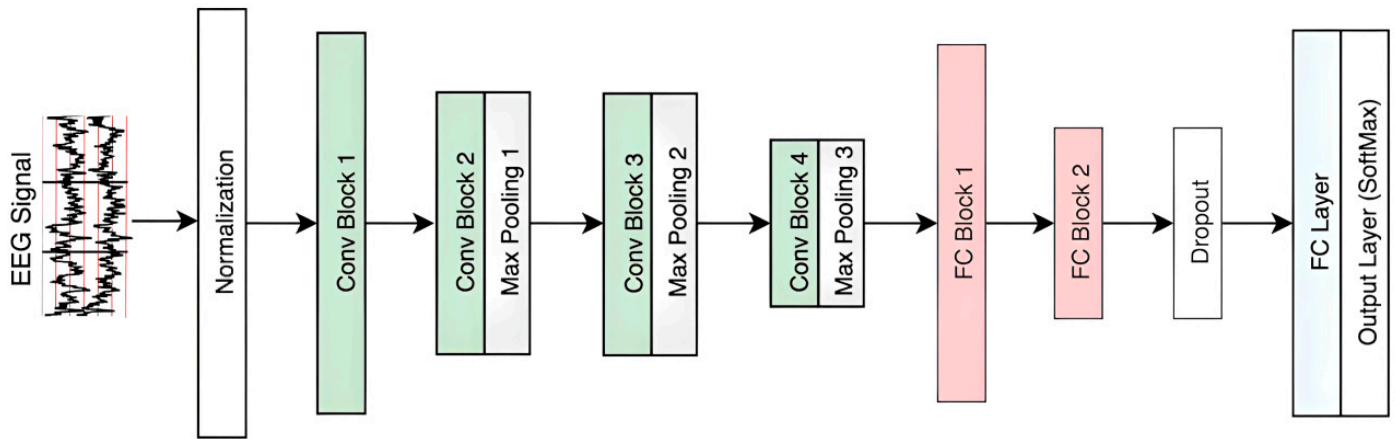 EEG Signal
Normalization
Conv Block 1
Conv Block 2
Max Pooling 1
Conv Block 3
Max Pooling 2
Conv Block 4
Max Pooling 3
FC Block 1
FC Block 2
Dropout
FC Layer
Output Layer (SoftMax)